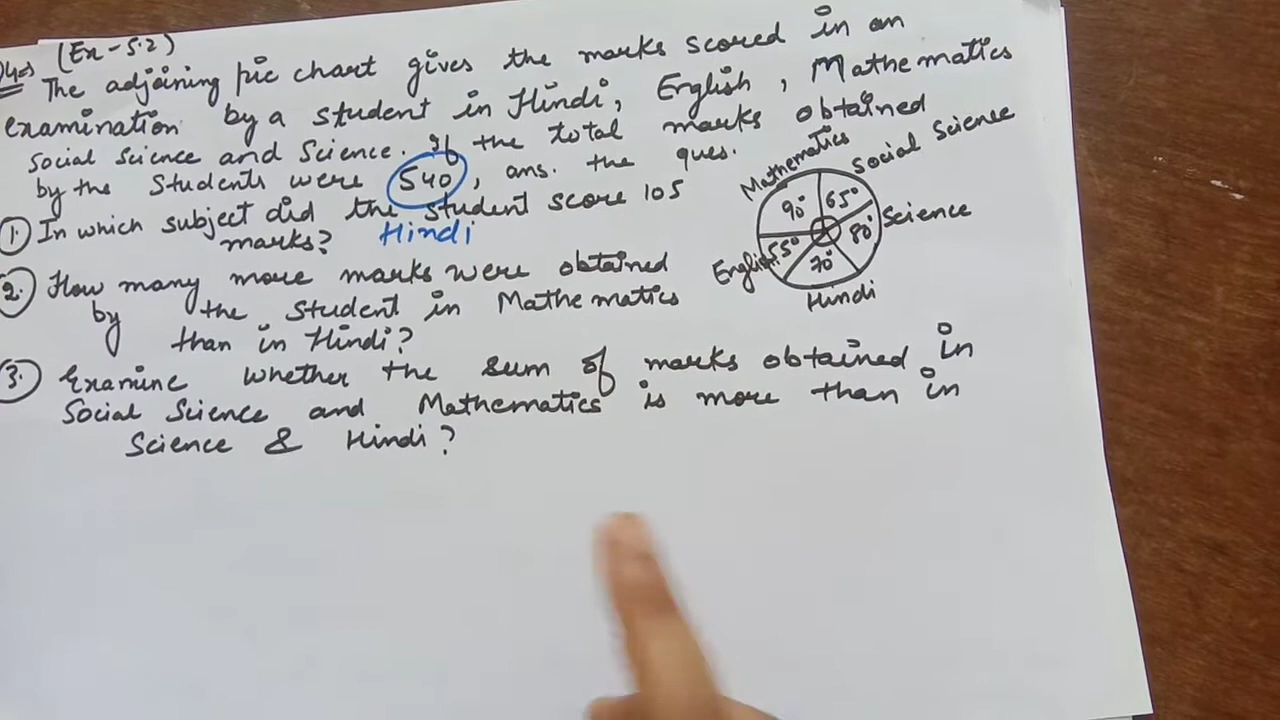 Q4⇒ (Ex-5.2)
The adjoining pie chart gives the marks scored in an
examination by a student in Hindi, English, Mathematics
Social Science and Science. If the total marks obtained
by the Students were 540, ans. the ques.
1. In which subject did the student score 105
marks? Hindi
2. How many more marks were obtained
by the Student in Mathematics
than in Hindi?
3. Examine whether the sum of marks obtained in
Social Science and Mathematics is more than in
Science & Hindi?
Mathematics
Social Science
90° 65°
Science
80°
English 55°
70°
Hindi